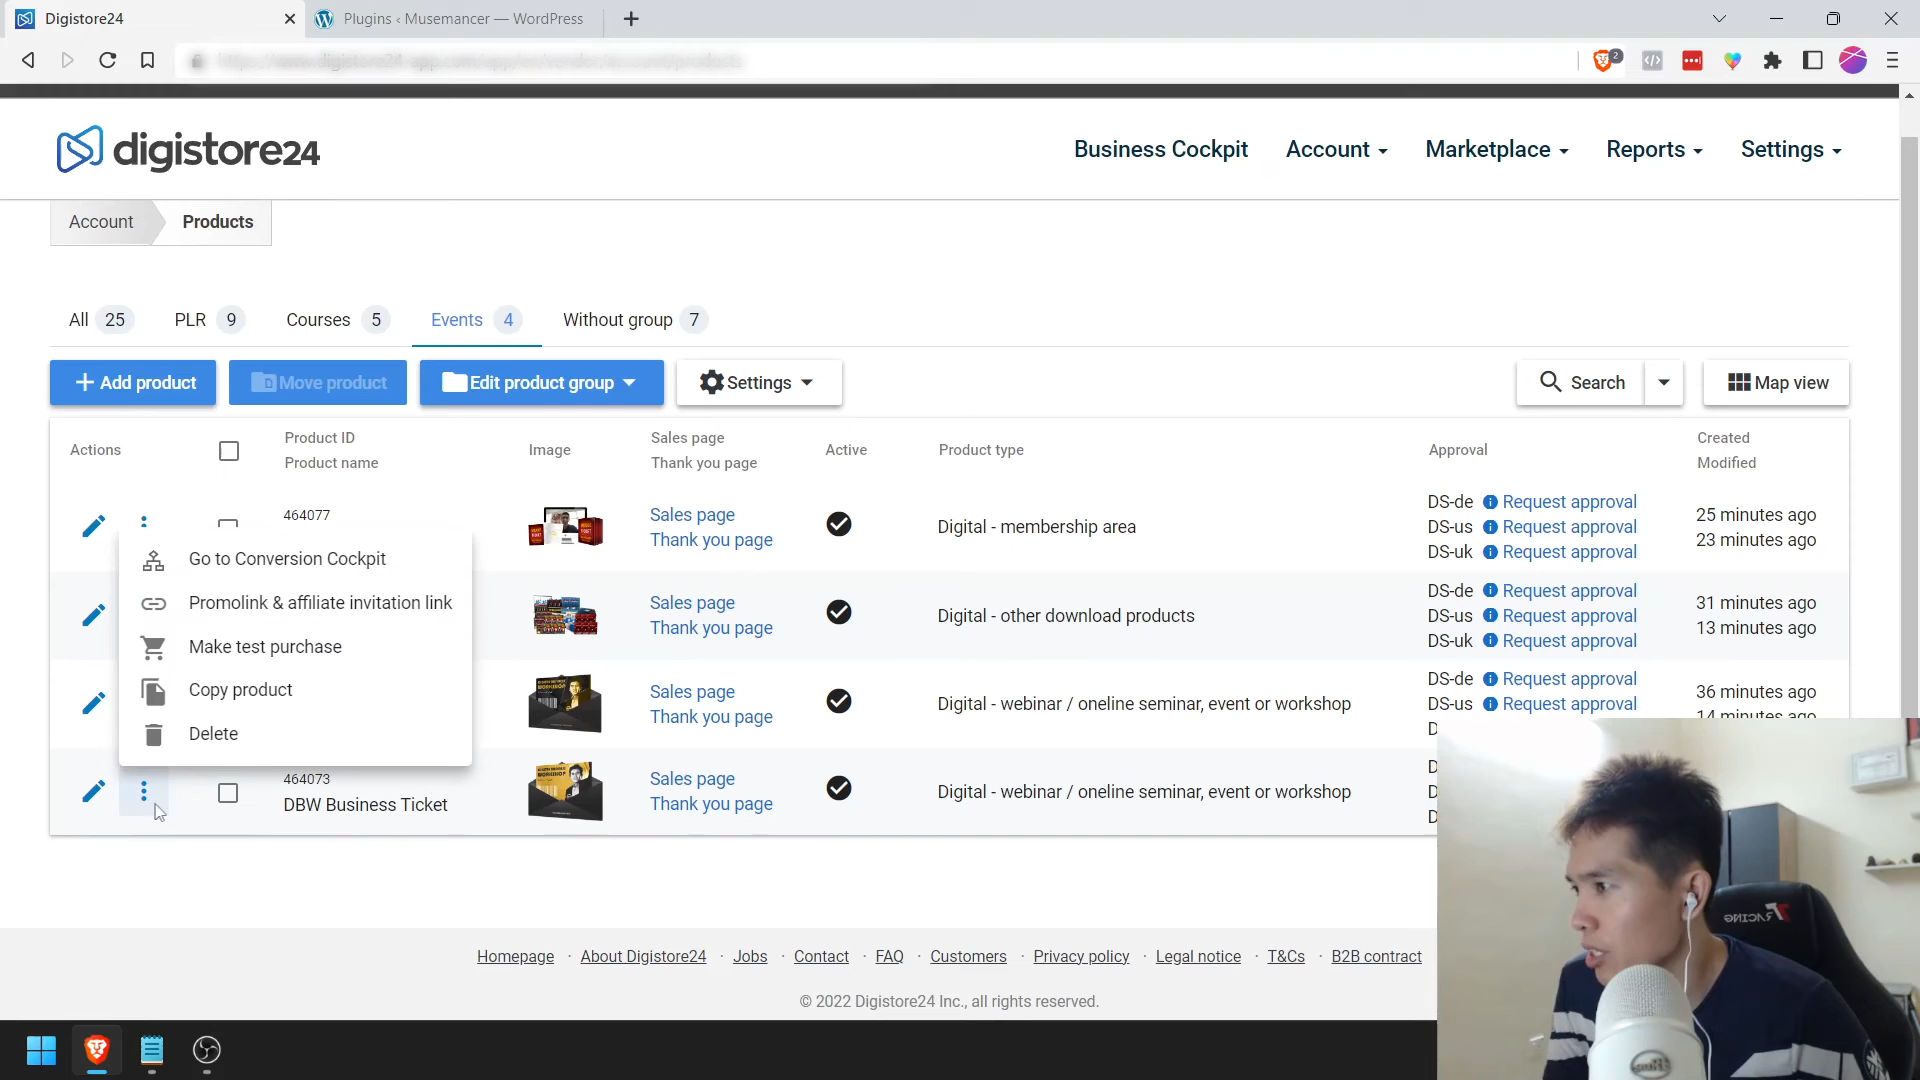 Digistore24
Plugins ‹ Musemancer — WordPress
2
digistore24
Business Cockpit
Account
Marketplace
Reports
Settings
Account
Products
All 25
PLR 9
Courses 5
Events 4
Without group 7
Add product
Move product
Edit product group
Settings
Search
Map view
Actions
Product ID
Product name
Image
Sales page
Thank you page
Active
Product type
Approval
Created
Modified
464077
Sales page
Thank you page
Digital - membership area
DS-de Request approval
DS-us Request approval
DS-uk Request approval
25 minutes ago
23 minutes ago
Go to Conversion Cockpit
Promolink & affiliate invitation link
Make test purchase
Copy product
Delete
Sales page
Thank you page
Digital - other download products
DS-de Request approval
DS-us Request approval
DS-uk Request approval
31 minutes ago
13 minutes ago
WORKSHOP
Sales page
Thank you page
Digital - webinar / oneline seminar, event or workshop
DS-de Request approval
DS-us Request approval
D
36 minutes ago
14 minutes ago
464073
DBW Business Ticket
WORKSHOP
Sales page
Thank you page
Digital - webinar / oneline seminar, event or workshop
D
D
D
Homepage · About Digistore24 · Jobs · Contact · FAQ · Customers · Privacy policy · Legal notice · T&Cs · B2B contract
© 2022 Digistore24 Inc., all rights reserved.
RACING